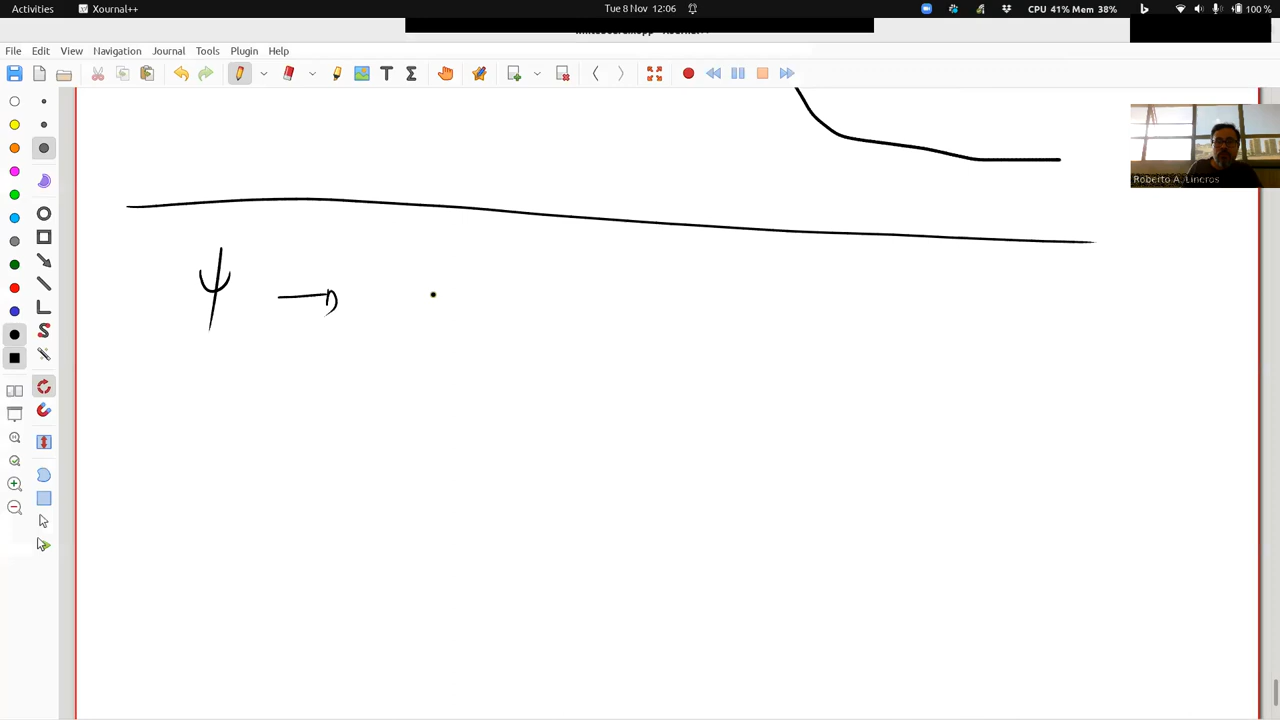 Activities Xournal++ Tue 8 Nov 12:06 CPU 41% Mem 38% 100 %
File Edit View Navigation Journal Tools Plugin Help
Roberto A. Lineros
ψ →